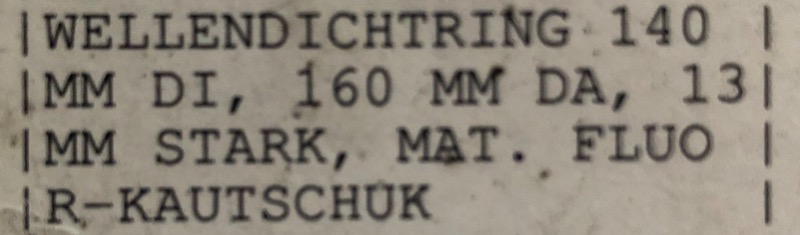 |WELLENDICHTRING 140 |
|MM DI, 160 MM DA, 13|
|MM STARK, MAT. FLUO |
|R-KAUTSCHUK |